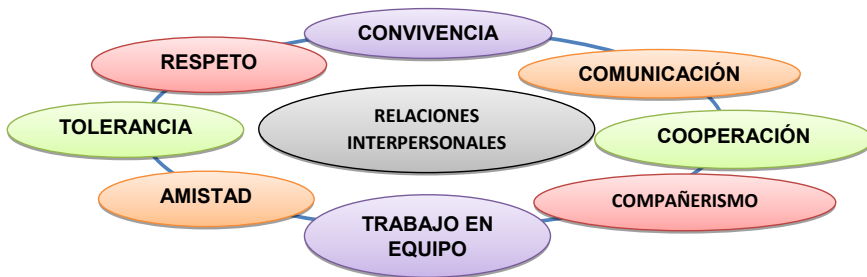 CONVIVENCIA
RESPETO
COMUNICACIÓN
TOLERANCIA
RELACIONES
INTERPERSONALES
COOPERACIÓN
AMISTAD
COMPAÑERISMO
TRABAJO EN
EQUIPO